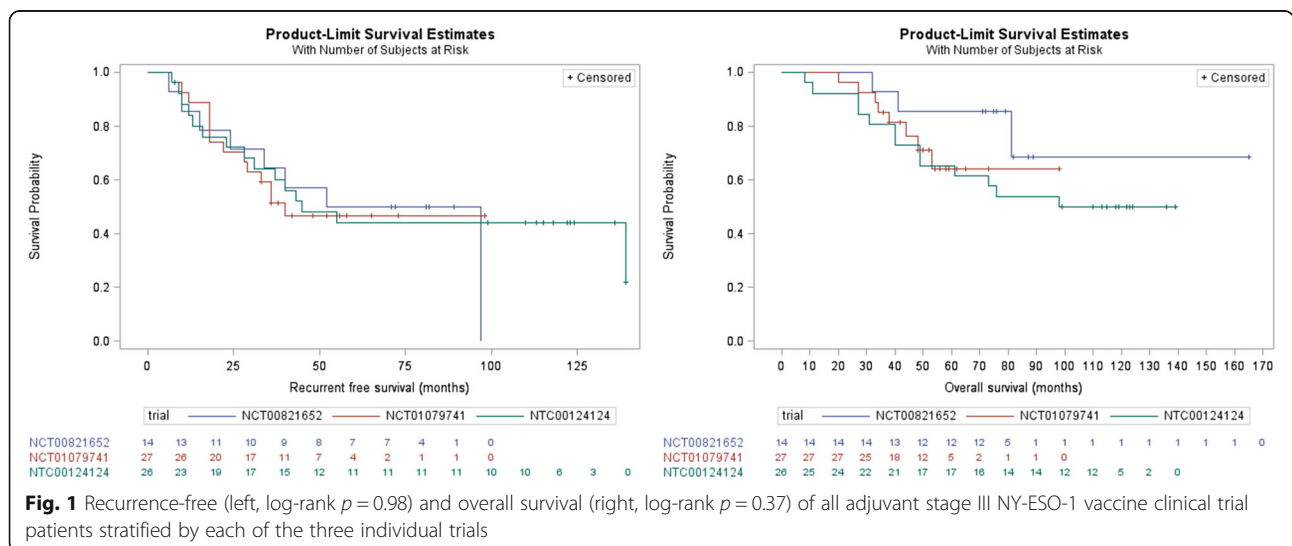 Product-Limit Survival Estimates
With Number of Subjects at Risk
+ Censored
1.0
0.8
0.6
0.4
0.2
0.0
Survival Probability
0 25 50 75 100 125
Recurrent free survival (months)
trial NCT00821652 NCT01079741 NTC00124124
NCT00821652 14 13 11 10 9 8 7 7 4 1 0
NCT01079741 27 26 20 17 11 7 4 2 1 1 0
NTC00124124 26 23 19 17 15 12 11 11 11 11 10 10 6 3 0
Product-Limit Survival Estimates
With Number of Subjects at Risk
+ Censored
1.0
0.8
0.6
0.4
0.2
0.0
Survival Probability
0 10 20 30 40 50 60 70 80 90 100 110 120 130 140 150 160 170
Overall survival (months)
trial NCT00821652 NCT01079741 NTC00124124
NCT00821652 14 14 14 14 13 12 12 12 5 1 1 1 1 1 1 1 1 0
NCT01079741 27 27 27 25 18 12 5 2 1 1 0
NTC00124124 26 25 24 22 21 17 17 16 14 14 12 12 5 2 0
Fig. 1 Recurrence-free (left, log-rank p = 0.98) and overall survival (right, log-rank p = 0.37) of all adjuvant stage III NY-ESO-1 vaccine clinical trial
patients stratified by each of the three individual trials